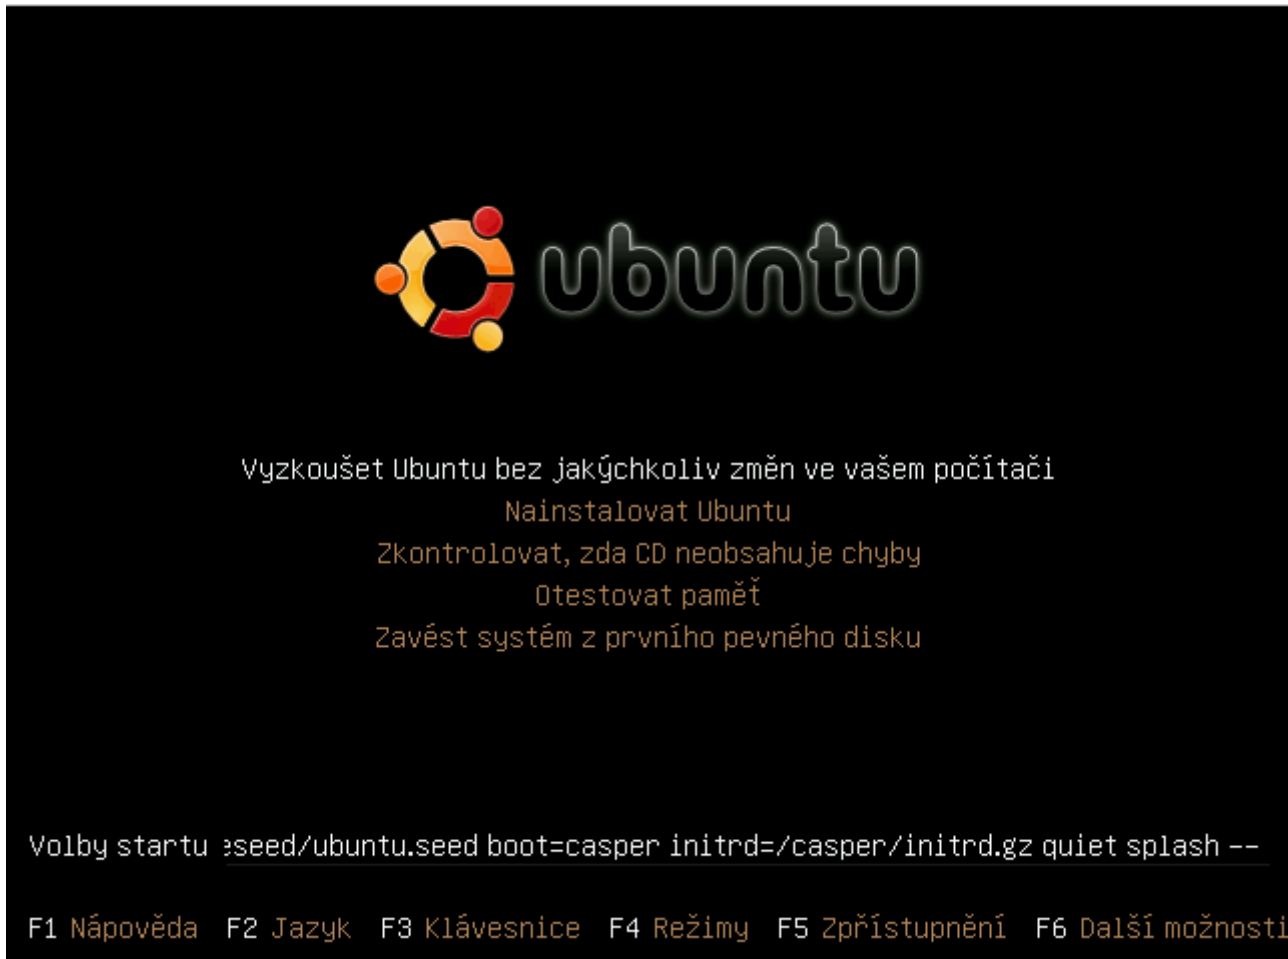 ubuntu
Vyzkoušet Ubuntu bez jakýchkoliv změn ve vašem počítači
Nainstalovat Ubuntu
Zkontrolovat, zda CD neobsahuje chyby
Otestovat paměť
Zavést systém z prvního pevného disku
Volby startu eseed/ubuntu.seed boot=casper initrd=/casper/initrd.gz quiet splash --
F1 Nápověda F2 Jazyk F3 Klávesnice F4 Režimy F5 Zpřístupnění F6 Další možnosti